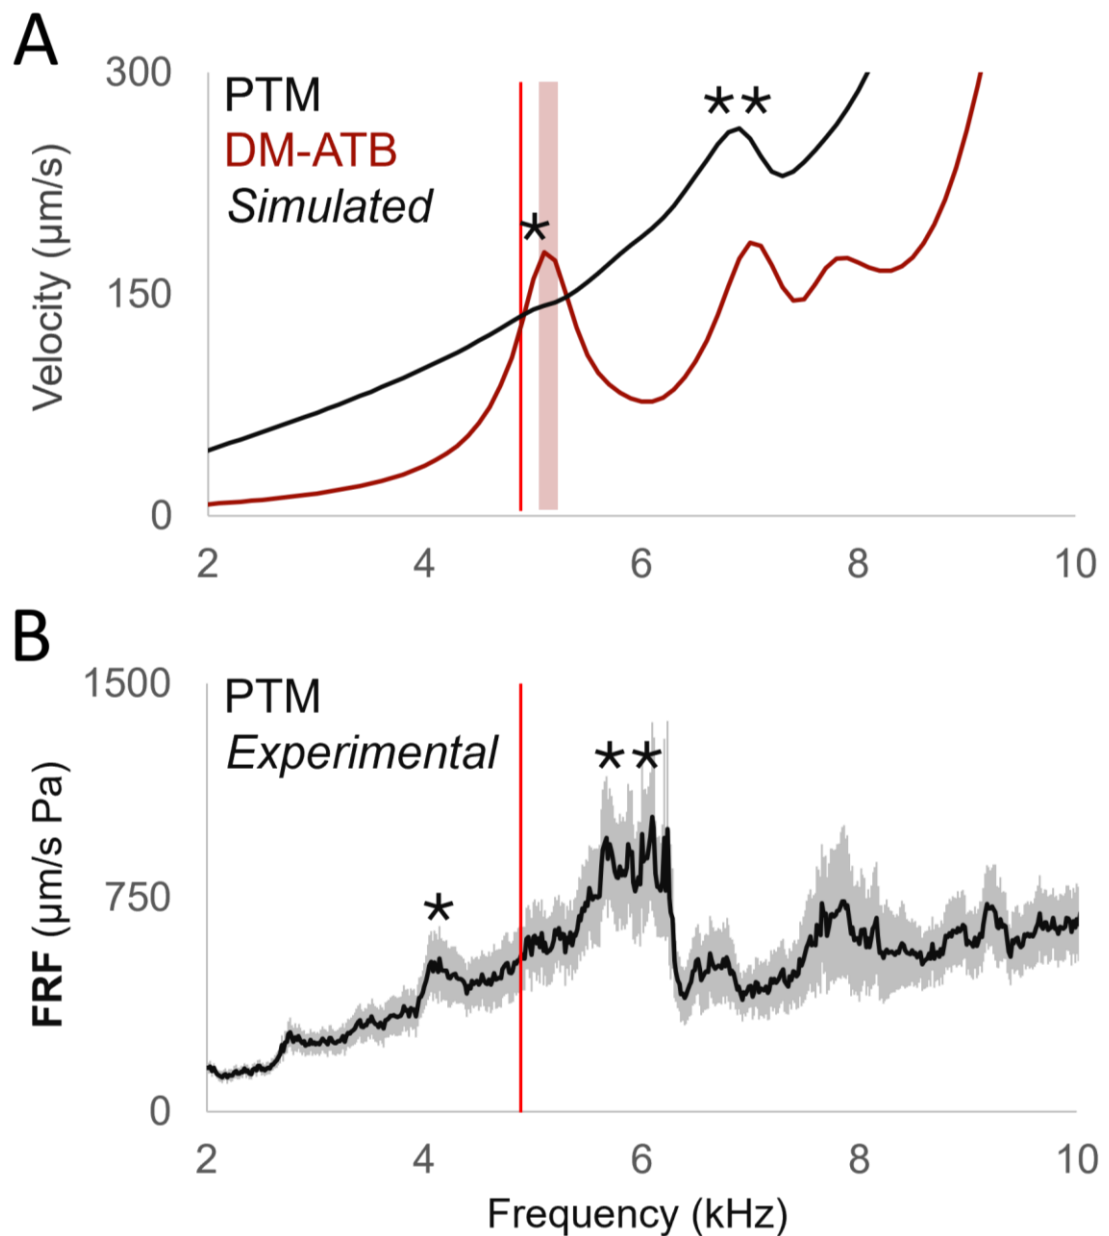 A
300
PTM
DM-ATB
Simulated
* *
*
Velocity (μm/s)
150
0
2 4 6 8 10
B
1500
PTM
Experimental
* *
*
FRF (μm/s Pa)
750
0
2 4 6 8 10
Frequency (kHz)